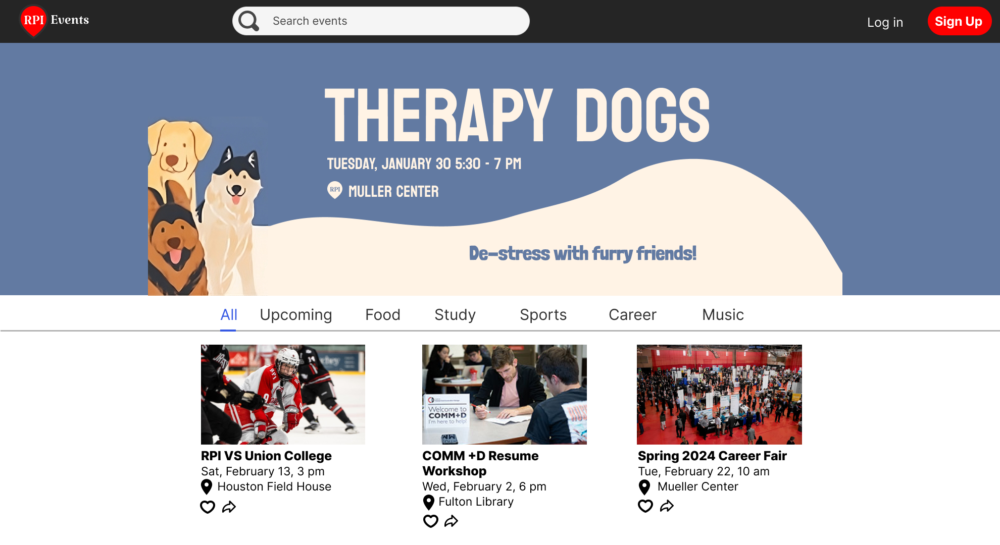 RPI Events
Search events
Log in
Sign Up
THERAPY DOGS
TUESDAY, JANUARY 30 5:30 - 7 PM
RPI MULLER CENTER
De-stress with furry friends!
All Upcoming Food Study Sports Career Music
RPI
Welcome to
COMM+D
I'm here to help!
RPI VS Union College
Sat, February 13, 3 pm
Houston Field House
COMM +D Resume
Workshop
Wed, February 2, 6 pm
Fulton Library
Spring 2024 Career Fair
Tue, February 22, 10 am
Mueller Center